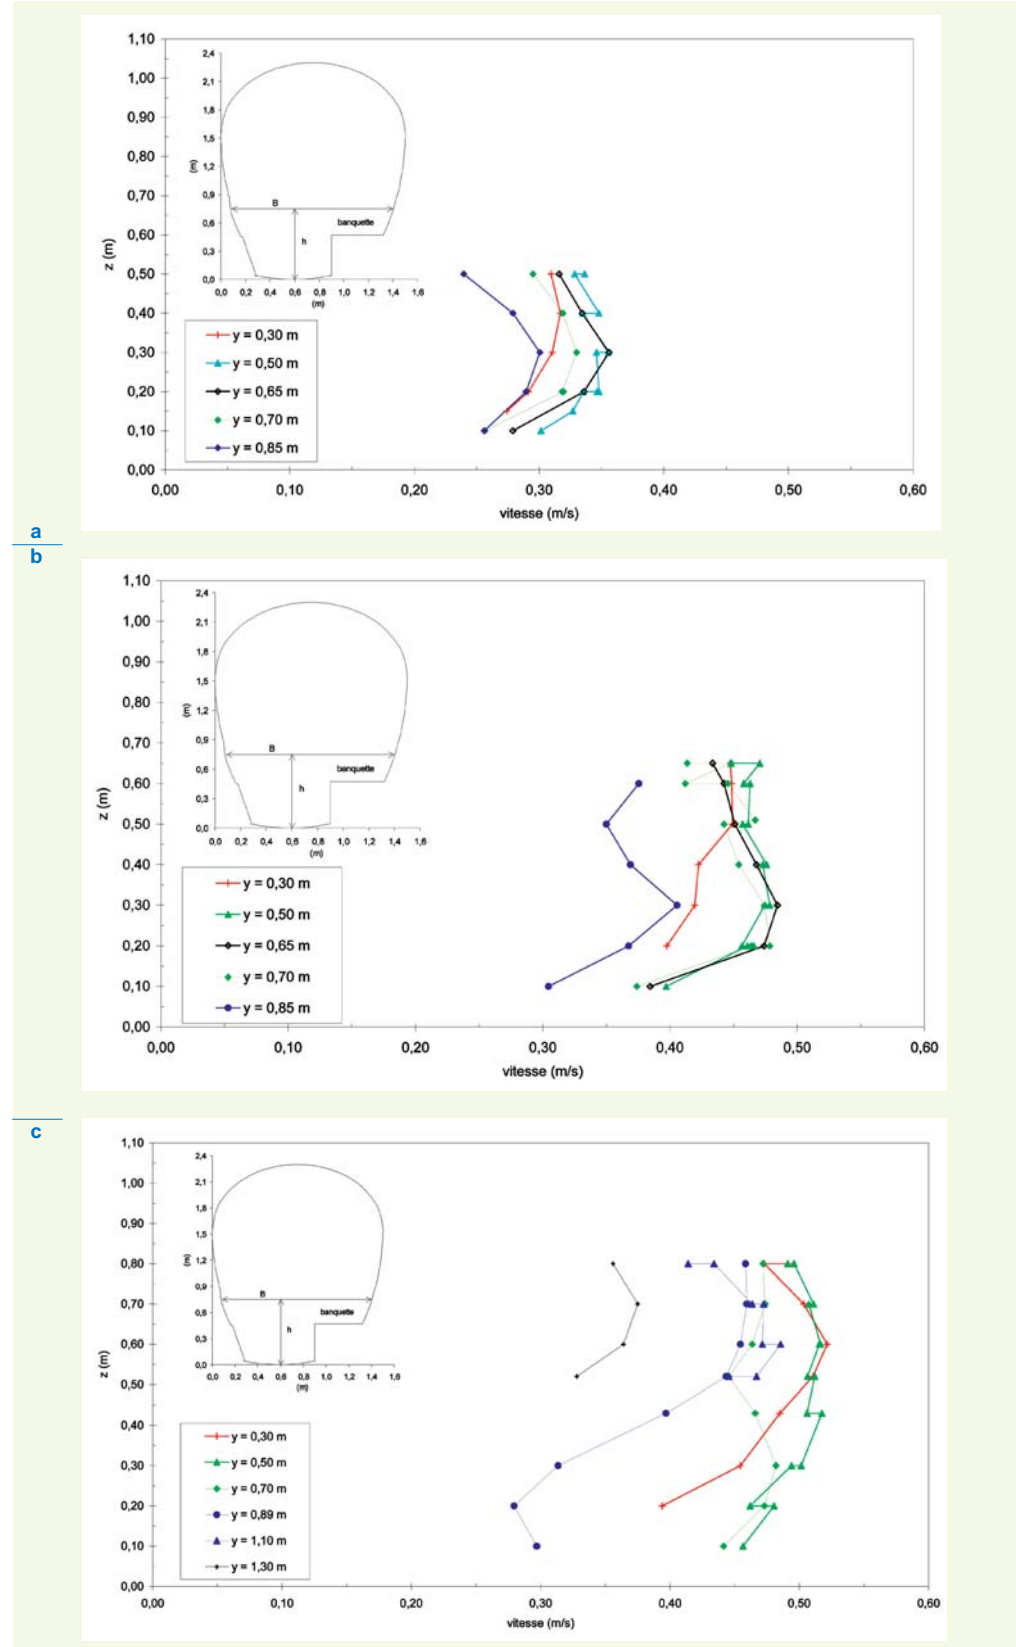 1,10
1,00
0,90
0,80
0,70
0,60
0,50
0,40
0,30
0,20
0,10
0,00
z (m)
0,00 0,10 0,20 0,30 0,40 0,50 0,60
vitesse (m/s)
2,4
2,1
1,8
1,5
1,2
0,9
0,6
0,3
0,0
(m)
0,0 0,2 0,4 0,6 0,8 1,0 1,2 1,4 1,6
(m)
B
banquette
h
y = 0,30 m
y = 0,50 m
y = 0,65 m
y = 0,70 m
y = 0,85 m
a
b
1,10
1,00
0,90
0,80
0,70
0,60
0,50
0,40
0,30
0,20
0,10
0,00
z (m)
0,00 0,10 0,20 0,30 0,40 0,50 0,60
vitesse (m/s)
2,4
2,1
1,8
1,5
1,2
0,9
0,6
0,3
0,0
(m)
0,0 0,2 0,4 0,6 0,8 1,0 1,2 1,4 1,6
(m)
B
banquette
h
y = 0,30 m
y = 0,50 m
y = 0,65 m
y = 0,70 m
y = 0,85 m
c
1,10
1,00
0,90
0,80
0,70
0,60
0,50
0,40
0,30
0,20
0,10
0,00
z (m)
0,00 0,10 0,20 0,30 0,40 0,50 0,60
vitesse (m/s)
2,4
2,1
1,8
1,5
1,2
0,9
0,6
0,3
0,0
(m)
0,0 0,2 0,4 0,6 0,8 1,0 1,2 1,4 1,6
(m)
B
banquette
h
y = 0,30 m
y = 0,50 m
y = 0,70 m
y = 0,89 m
y = 1,10 m
y = 1,30 m